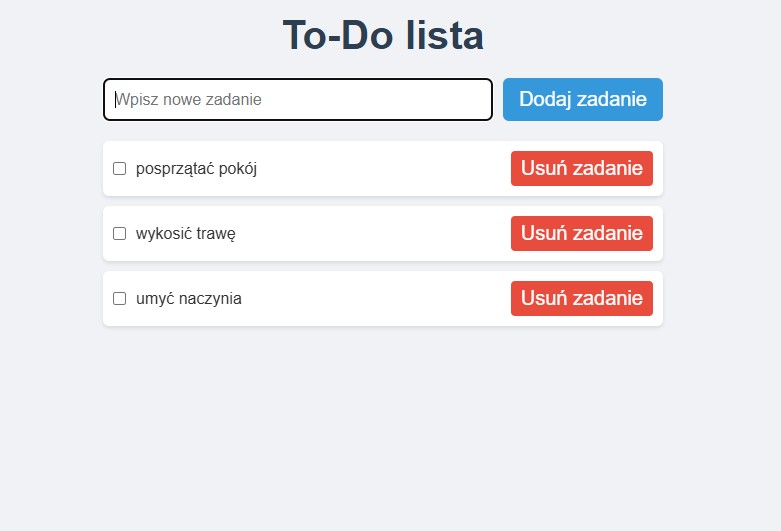 To-Do lista
Wpisz nowe zadanie Dodaj zadanie
posprzątać pokój Usuń zadanie
wykosić trawę Usuń zadanie
umyć naczynia Usuń zadanie